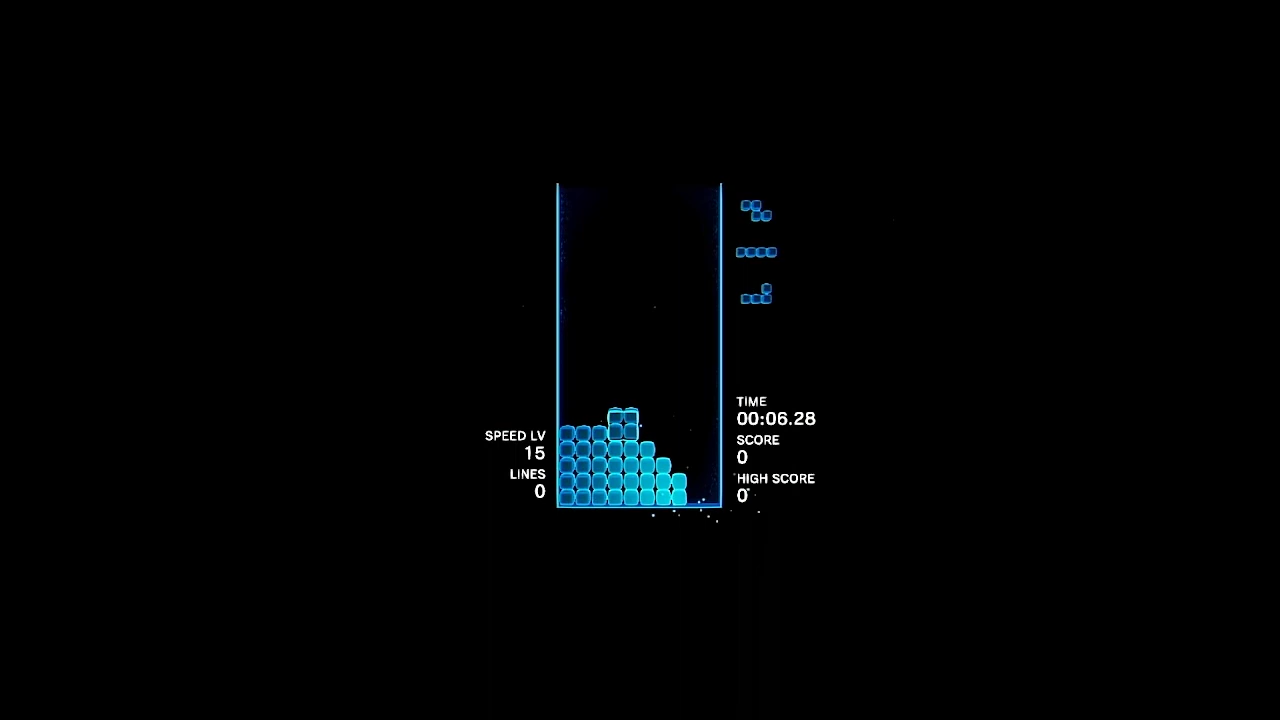 SPEED LV
15
LINES
0
TIME
00:06.28
SCORE
0
HIGH SCORE
0